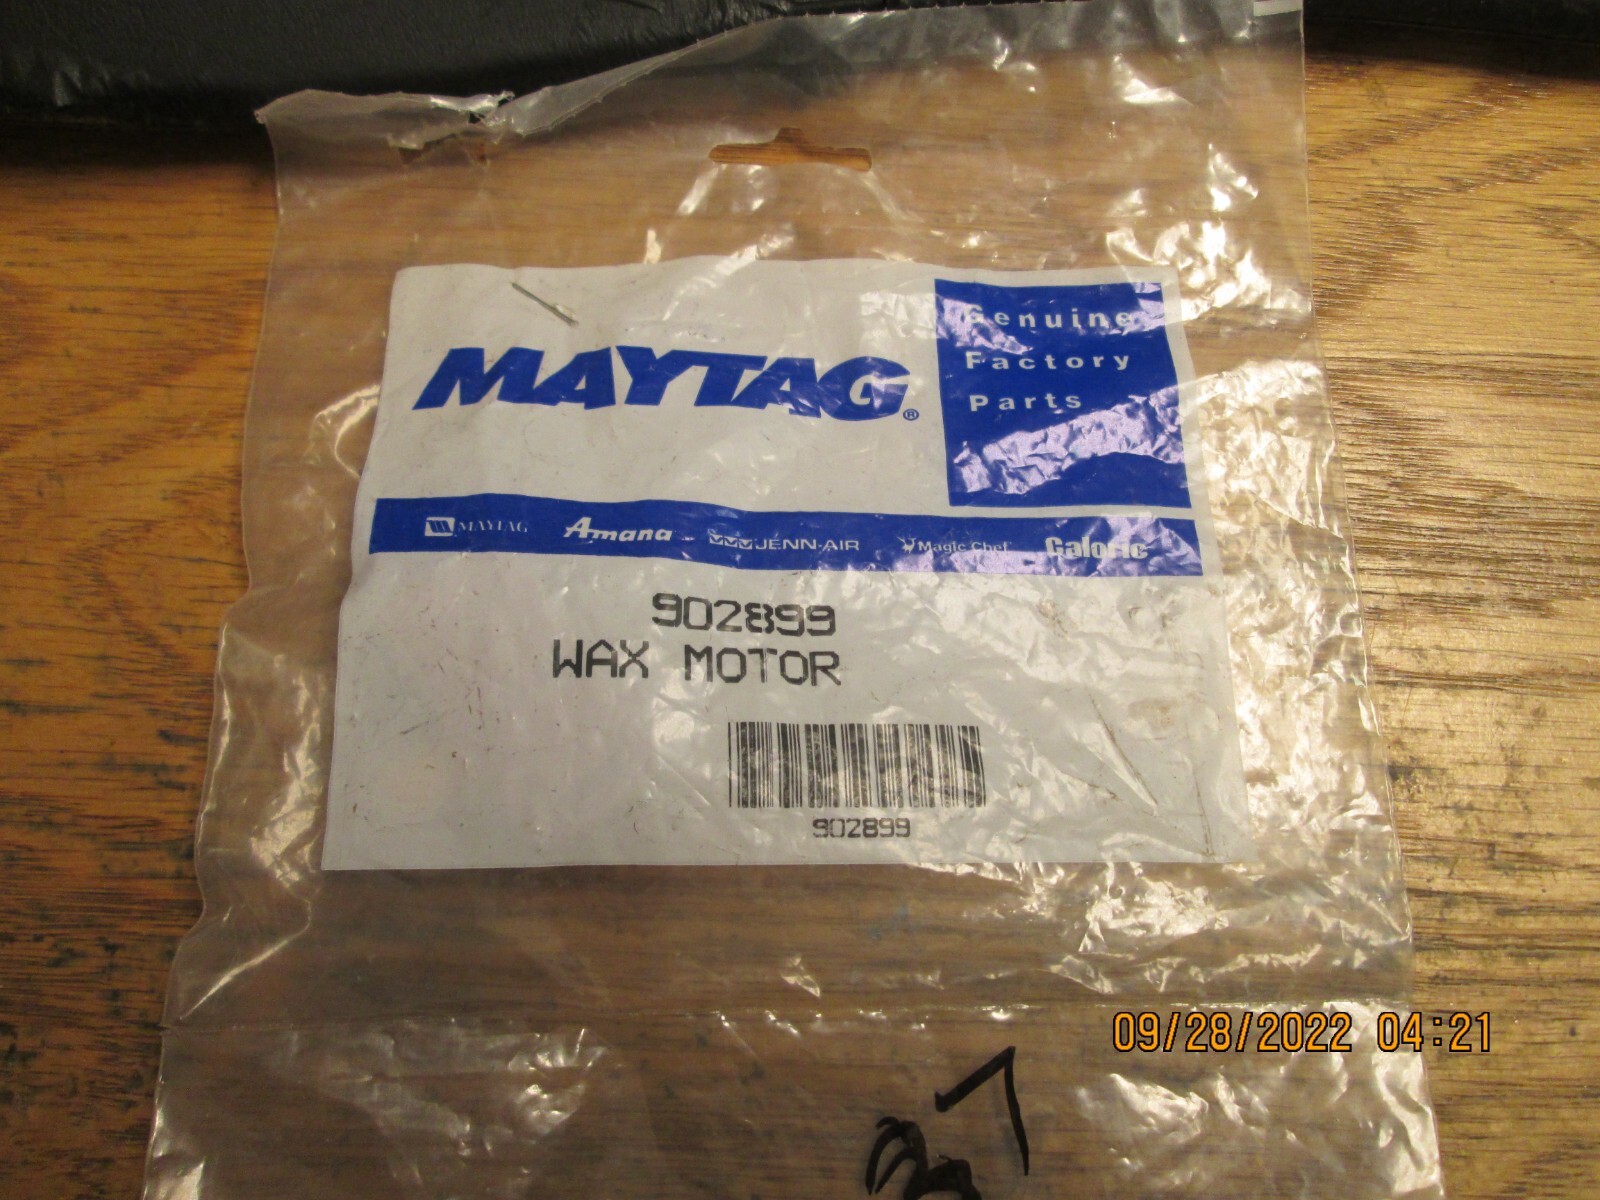 MAYTAG®
Genuine
Factory
Parts
MAYTAG Amana JENN-AIR Magic Chef Caloric
902899
WAX MOTOR
902899
09/28/2022 04:21
37